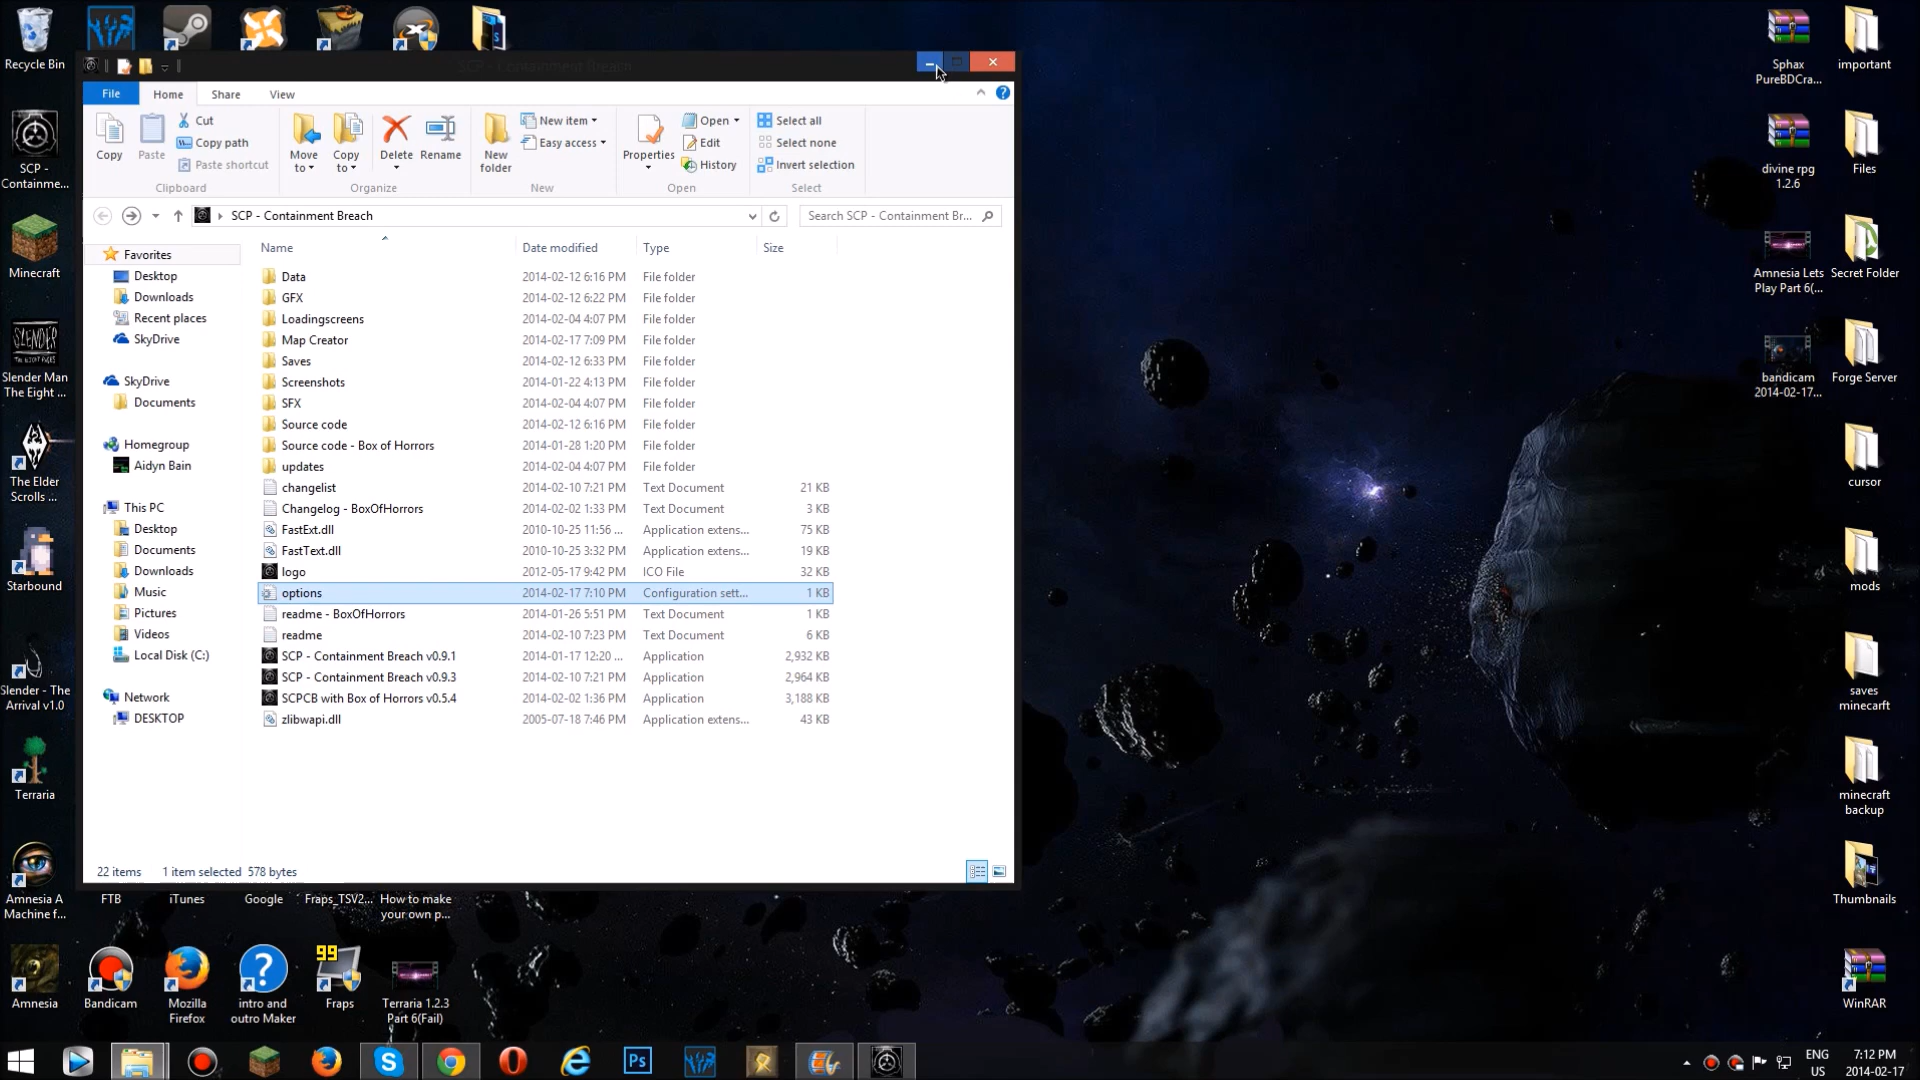 Recycle Bin
SCP - Containme...
Minecraft
SLENDER
Slender Man The Eight ...
The Elder Scrolls ...
Starbound
Slender - The Arrival v1.0
Terraria
Amnesia A Machine f...
Amnesia
SCP - Containment Breach
File Home Share View
Copy
Paste
Cut
Copy path
Paste shortcut
Clipboard
Move to
Copy to
Delete
Rename
Organize
New folder
New item
Easy access
New
Properties
Open
Edit
History
Open
Select all
Select none
Invert selection
Select
SCP - Containment Breach
Search SCP - Containment Br...
Favorites
Desktop
Downloads
Recent places
SkyDrive
SkyDrive
Documents
Homegroup
Aidyn Bain
This PC
Desktop
Documents
Downloads
Music
Pictures
Videos
Local Disk (C:)
Network
DESKTOP
Name Date modified Type Size
Data 2014-02-12 6:16 PM File folder
GFX 2014-02-12 6:22 PM File folder
Loadingscreens 2014-02-04 4:07 PM File folder
Map Creator 2014-02-17 7:09 PM File folder
Saves 2014-02-12 6:33 PM File folder
Screenshots 2014-01-22 4:13 PM File folder
SFX 2014-02-04 4:07 PM File folder
Source code 2014-02-12 6:16 PM File folder
Source code - Box of Horrors 2014-01-28 1:20 PM File folder
updates 2014-02-04 4:07 PM File folder
changelist 2014-02-10 7:21 PM Text Document 21 KB
Changelog - BoxOfHorrors 2014-02-02 1:33 PM Text Document 3 KB
FastExt.dll 2010-10-25 11:56 ... Application extens... 75 KB
FastText.dll 2010-10-25 3:32 PM Application extens... 19 KB
logo 2012-05-17 9:42 PM ICO File 32 KB
options 2014-02-17 7:10 PM Configuration sett... 1 KB
readme - BoxOfHorrors 2014-01-26 5:51 PM Text Document 1 KB
readme 2014-02-10 7:23 PM Text Document 6 KB
SCP - Containment Breach v0.9.1 2014-01-17 12:20 ... Application 2,932 KB
SCP - Containment Breach v0.9.3 2014-02-10 7:21 PM Application 2,964 KB
SCPCB with Box of Horrors v0.5.4 2014-02-02 1:36 PM Application 3,188 KB
zlibwapi.dll 2005-07-18 7:46 PM Application extens... 43 KB
22 items 1 item selected 578 bytes
FTB
iTunes
Google
Fraps_TSV2...
How to make your own p...
Bandicam
Mozilla Firefox
intro and outro Maker
99
Fraps
Terraria 1.2.3 Part 6(Fail)
Sphax PureBDCra...
divine rpg 1.2.6
Amnesia Lets Play Part 6(...
bandicam 2014-02-17...
important
Files
Secret Folder
Forge Server
cursor
mods
saves minecarft
minecraft backup
Thumbnails
WinRAR
Ps
ENG US
7:12 PM
2014-02-17